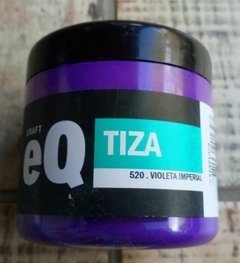 CRAFT
eQ
TIZA
520 . VIOLETA IMPERIAL